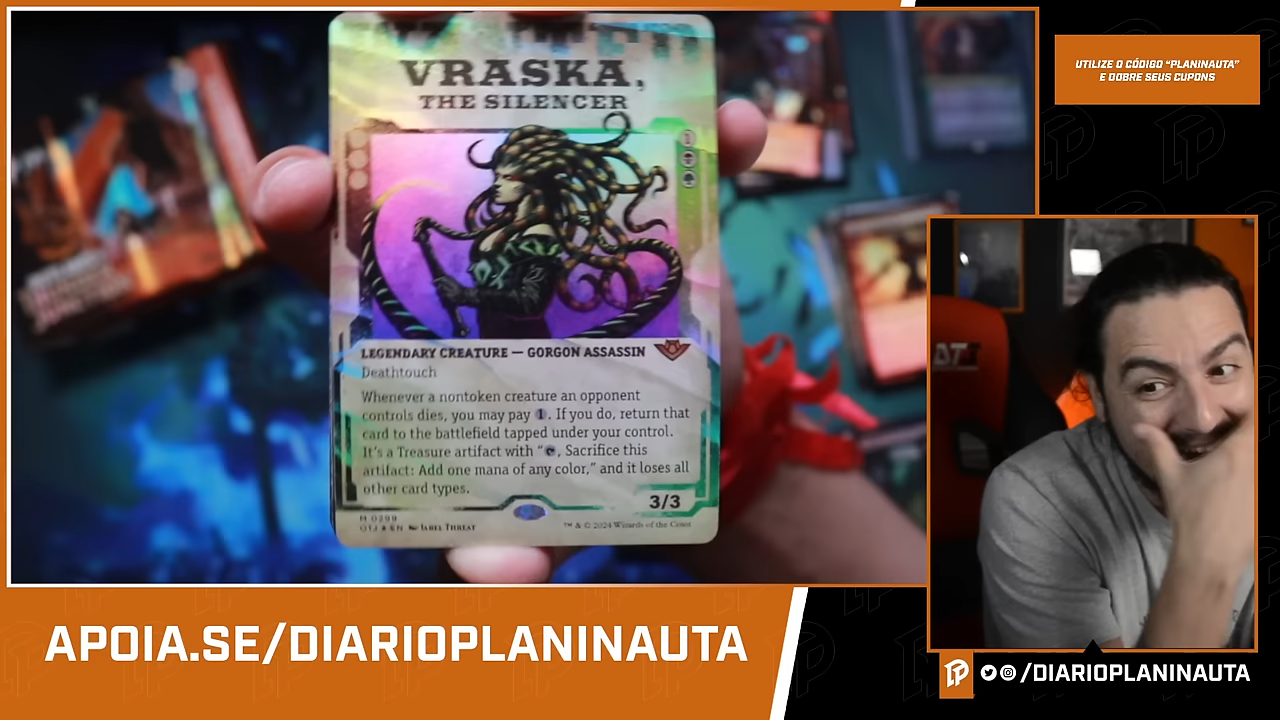 UTILIZE O CÓDIGO "PLANINAUTA"
E DOBRE SEUS CUPONS
VRASKA,
THE SILENCER
LEGENDARY CREATURE — GORGON ASSASSIN
Deathtouch
Whenever a nontoken creature an opponent
controls dies, you may pay 1. If you do, return that
card to the battlefield tapped under your control.
It's a Treasure artifact with “, Sacrifice this
artifact: Add one mana of any color,” and it loses all
other card types.
3/3
M 0299
OTJ ★ EN
™ & © 2024 Wizards of the Coast
APOIA.SE/DIARIOPLANINAUTA
/DIARIOPLANINAUTA